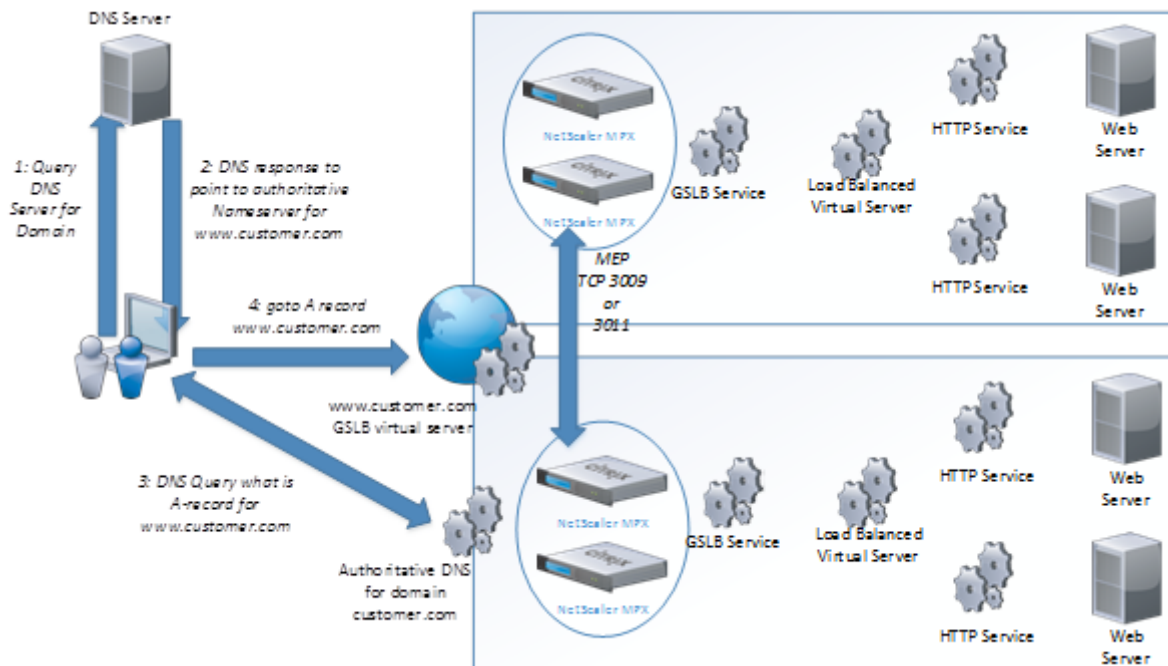 DNS Server
1: Query
DNS
Server for
Domain
2: DNS response to
point to authoritative
Nameserver for
www.customer.com
4: goto A record
www.customer.com
www.customer.com
GSLB virtual server
3: DNS Query what is
A-record for
www.customer.com
Authoritative DNS
for domain
customer.com
CITRIX
NetScaler MPX
CITRIX
NetScaler MPX
MEP
TCP 3009
or
3011
GSLB Service
Load Balanced
Virtual Server
HTTP Service
Web
Server
HTTP Service
Web
Server
CITRIX
NetScaler MPX
CITRIX
NetScaler MPX
GSLB Service
Load Balanced
Virtual Server
HTTP Service
Web
Server
HTTP Service
Web
Server